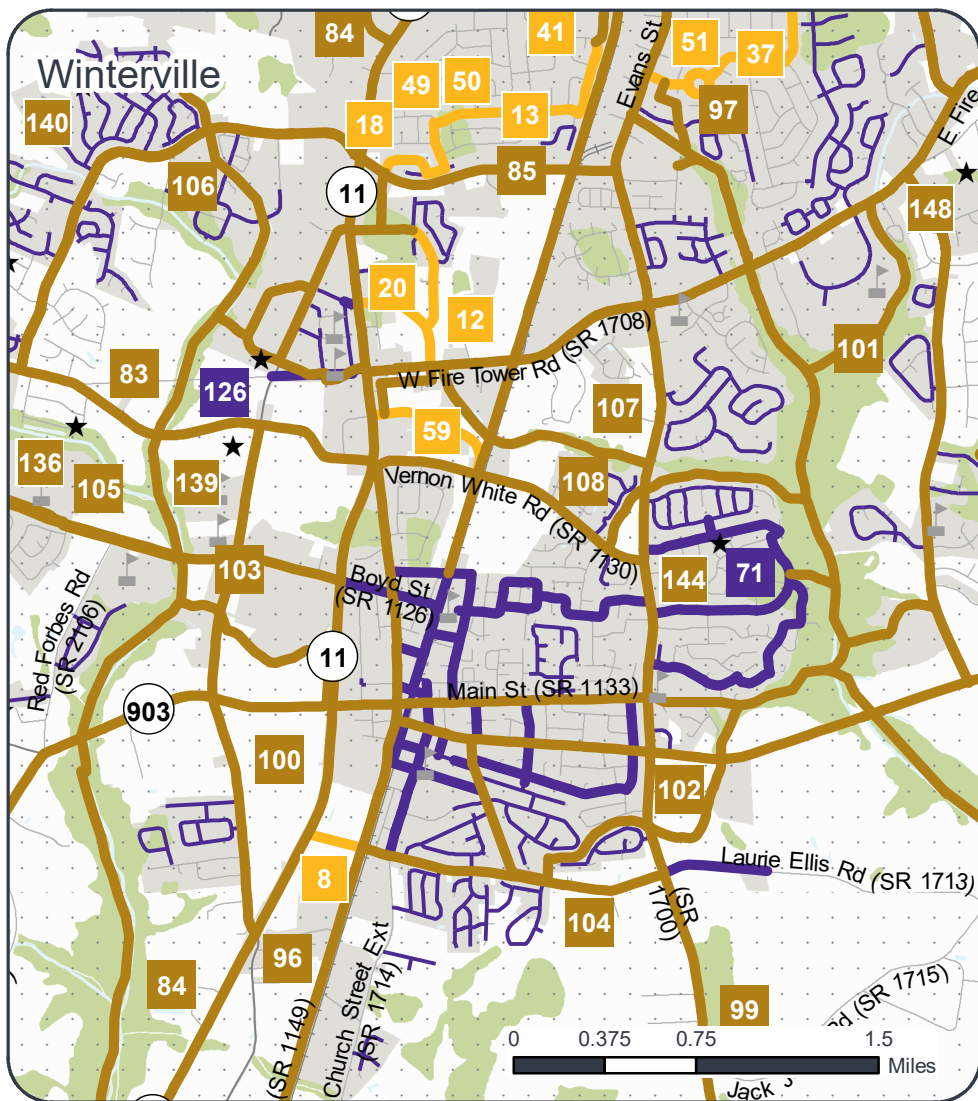 84
41
51
37
Winterville
49
50
Evans St
97
140
18
13
E Fire
106
11
85
148
20
12
W Fire Tower Rd (SR 1708)
101
83
126
107
59
136
105
139
Vernon White Rd (SR 1130)
108
103
Boyd St
(SR 1126)
144
71
Red Forbes Rd
(SR 2106)
11
Main St (SR 1133)
903
100
102
8
Laurie Ellis Rd (SR 1713)
(SR
1700)
104
96
84
Church Street Ext
(SR 1714)
(SR 1149)
99
Rd (SR 1715)
Jack
0 0.375 0.75 1.5
Miles